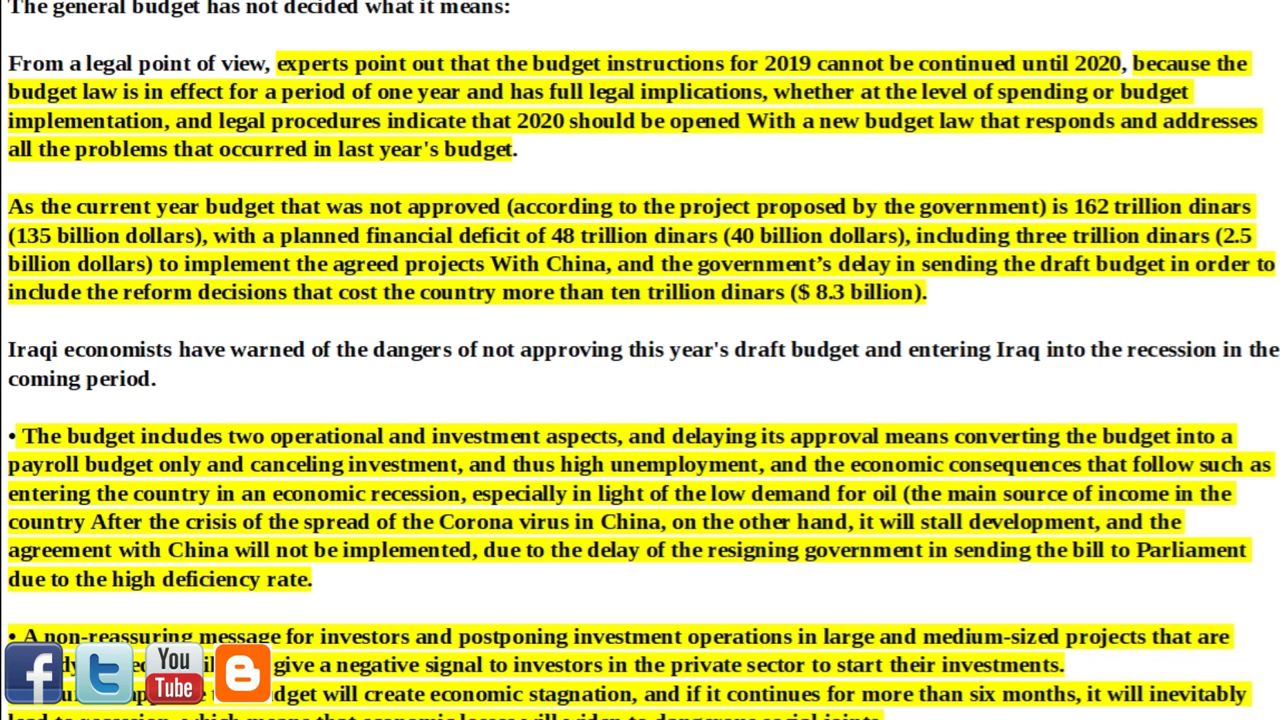 The general budget has not decided what it means:
From a legal point of view, experts point out that the budget instructions for 2019 cannot be continued until 2020, because the
budget law is in effect for a period of one year and has full legal implications, whether at the level of spending or budget
implementation, and legal procedures indicate that 2020 should be opened With a new budget law that responds and addresses
all the problems that occurred in last year's budget.
As the current year budget that was not approved (according to the project proposed by the government) is 162 trillion dinars
(135 billion dollars), with a planned financial deficit of 48 trillion dinars (40 billion dollars), including three trillion dinars (2.5
billion dollars) to implement the agreed projects With China, and the government’s delay in sending the draft budget in order to
include the reform decisions that cost the country more than ten trillion dinars ($ 8.3 billion).
Iraqi economists have warned of the dangers of not approving this year's draft budget and entering Iraq into the recession in the
coming period.
• The budget includes two operational and investment aspects, and delaying its approval means converting the budget into a
payroll budget only and canceling investment, and thus high unemployment, and the economic consequences that follow such as
entering the country in an economic recession, especially in light of the low demand for oil (the main source of income in the
country After the crisis of the spread of the Corona virus in China, on the other hand, it will stall development, and the
agreement with China will not be implemented, due to the delay of the resigning government in sending the bill to Parliament
due to the high deficiency rate.
• A non-reassuring message for investors and postponing investment operations in large and medium-sized projects that are
give a negative signal to investors in the private sector to start their investments.
budget will create economic stagnation, and if it continues for more than six months, it will inevitably
lead to recession, which means that economic losses will widen to dangerous social joints.
You
Tube